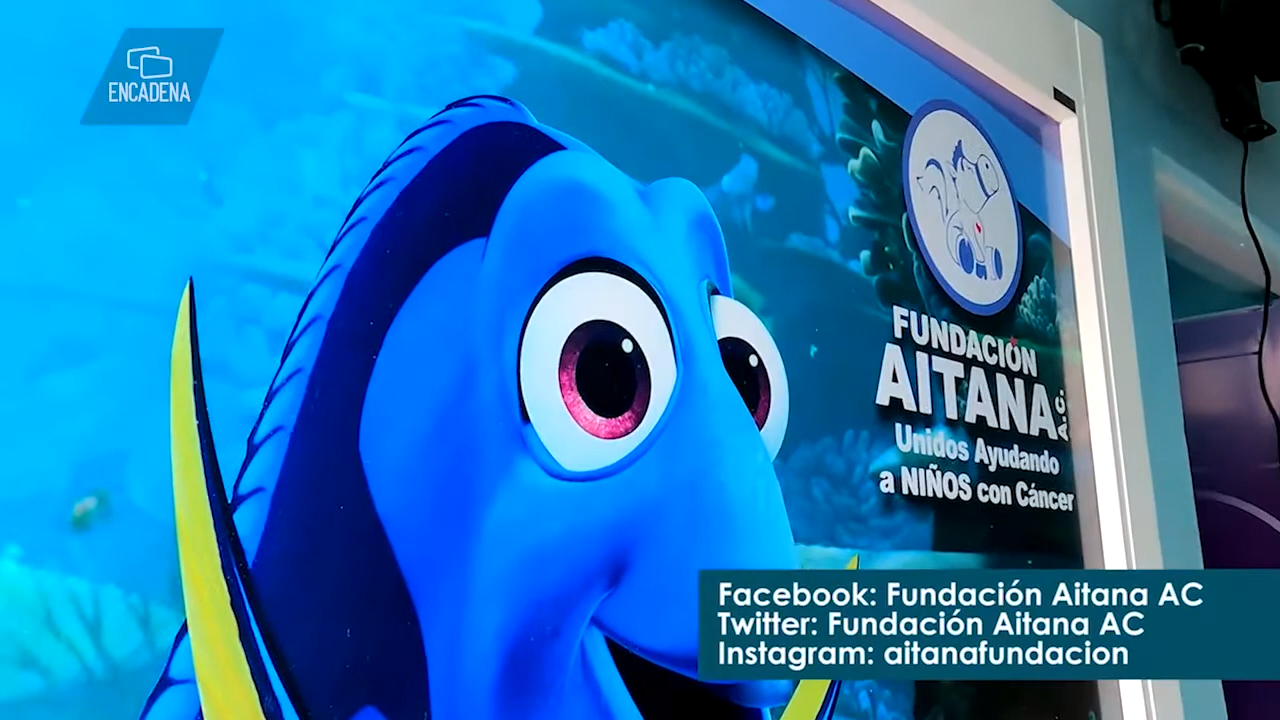 ENCADENA
FUNDACIÓN
AITANA A.C.
Unidos Ayudando
a NIÑOS con Cáncer
Facebook: Fundación Aitana AC
Twitter: Fundación Aitana AC
Instagram: aitanafundacion